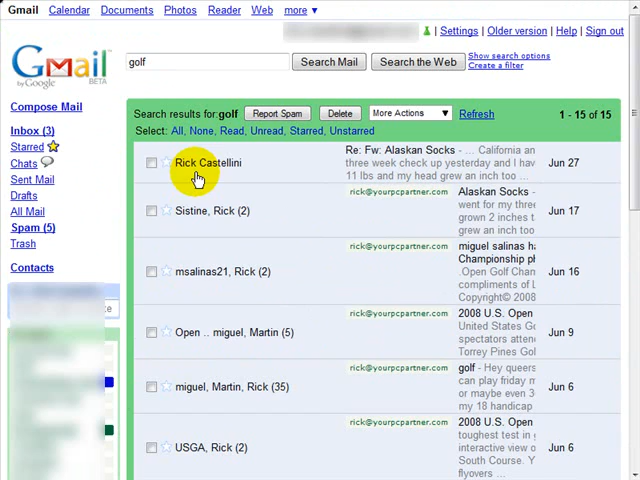 Gmail Calendar Documents Photos Reader Web more ▼
Settings | Older version | Help | Sign out
Gmail
by Google BETA
golf
Search Mail
Search the Web
Show search options
Create a filter
Compose Mail
Inbox (3)
Starred
Chats
Sent Mail
Drafts
All Mail
Spam (5)
Trash
Contacts
Search results for: golf
Report Spam
Delete
More Actions
Refresh
1 - 15 of 15
Select: All, None, Read, Unread, Starred, Unstarred
Rick Castellini
Re: Fw: Alaskan Socks - ... California an
three week check up yesterday and I have
11 lbs and my head grew an inch too ...
Jun 27
Sistine, Rick (2)
rick@yourpcpartner.com
Alaskan Socks -
went for my three
grown 2 inches t
grew an inch too
Jun 17
msalinas21, Rick (2)
rick@yourpcpartner.com
miguel salinas ha
Championship ph
.Open Golf Chan
compliments of L
Copyright© 2008
Jun 16
Open .. miguel, Martin (5)
rick@yourpcpartner.com
2008 U.S. Open
United States Go
spectators attend
Torrey Pines Golf
Jun 9
miguel, Martin, Rick (35)
rick@yourpcpartner.com
golf - Hey queers
can play friday m
or maybe even 3
my 18 handicap
Jun 6
USGA, Rick (2)
rick@yourpcpartner.com
2008 U.S. Open
toughest test in g
interactive overvie
South Course. Y
flyovers ...
Jun 6